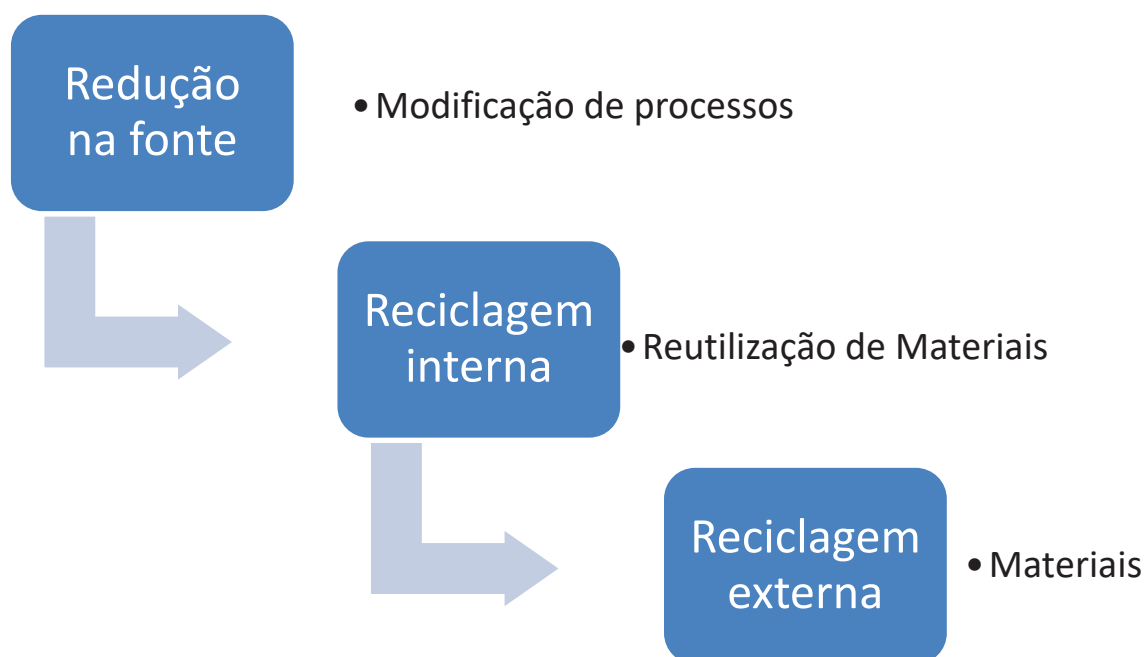 Redução
na fonte
• Modificação de processos
Reciclagem
interna
• Reutilização de Materiais
Reciclagem
externa
• Materiais